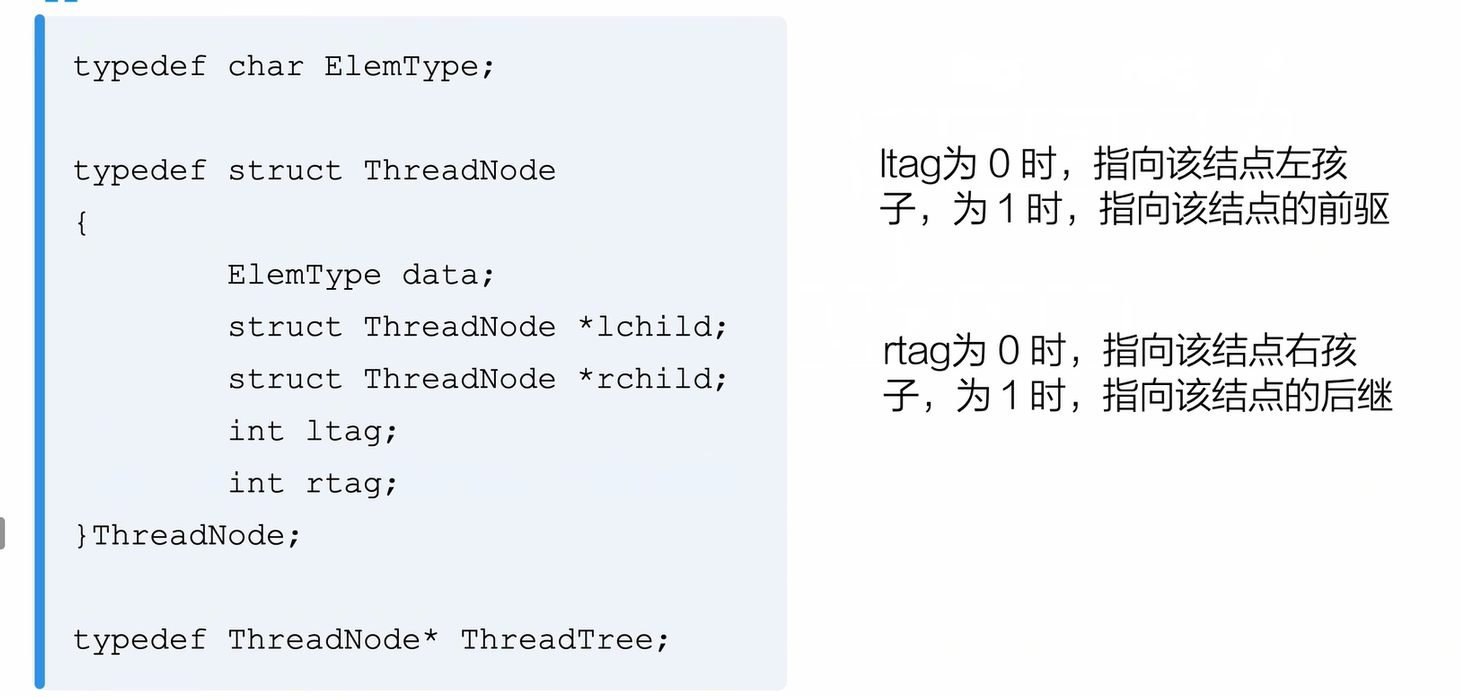 typedef char ElemType;
typedef struct ThreadNode
{
ElemType data;
struct ThreadNode *lchild;
struct ThreadNode *rchild;
int ltag;
int rtag;
}ThreadNode;
typedef ThreadNode* ThreadTree;
ltag为 0 时，指向该结点左孩
子，为 1 时，指向该结点的前驱
rtag为 0 时，指向该结点右孩
子，为 1 时，指向该结点的后继